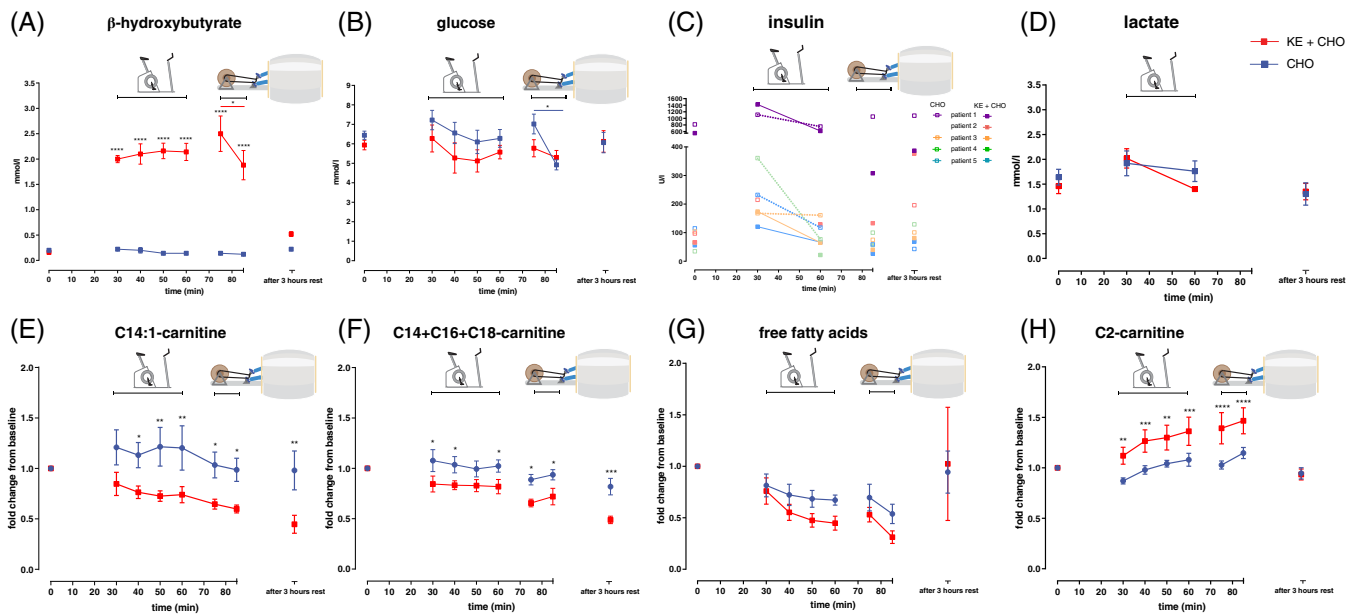 (A) β-hydroxybutyrate
mmol/l
3.5
3.0
2.5
2.0
1.5
1.0
0.5
0.0
**** **** **** **** **** * ****
0 10 20 30 40 50 60 70 80
after 3 hours rest
time (min)
(B) glucose
mmol/l
9
8
7
6
5
4
3
2
1
0
*
0 10 20 30 40 50 60 70 80
after 3 hours rest
time (min)
(C) insulin
U/l
1600
1400
1200
1000
800
600
400
200
100
0
CHO KE + CHO
patient 1
patient 2
patient 3
patient 4
patient 5
0 10 20 30 40 50 60 70 80
after 3 hours rest
time (min)
(D) lactate
mmol/l
3.5
3.0
2.5
2.0
1.5
1.0
0.5
0.0
0 10 20 30 40 50 60 70 80
after 3 hours rest
time (min)
KE + CHO
CHO
(E) C14:1-carnitine
fold change from baseline
2.0
1.5
1.0
0.5
0.0
* ** ** * * **
0 10 20 30 40 50 60 70 80
after 3 hours rest
time (min)
(F) C14+C16+C18-carnitine
fold change from baseline
2.0
1.5
1.0
0.5
0.0
* * * * * ***
0 10 20 30 40 50 60 70 80
after 3 hours rest
time (min)
(G) free fatty acids
fold change from baseline
2.0
1.5
1.0
0.5
0.0
0 10 20 30 40 50 60 70 80
after 3 hours rest
time (min)
(H) C2-carnitine
fold change from baseline
2.0
1.5
1.0
0.5
0.0
** *** ** *** **** ****
0 10 20 30 40 50 60 70 80
after 3 hours rest
time (min)